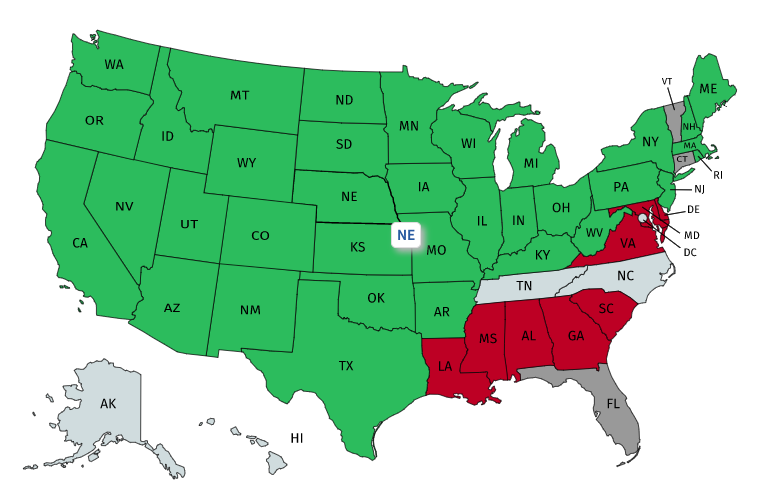 WA
MT
ND
MN
OR
ID
SD
WI
MI
VT
ME
NH
NY
MA
CT
RI
WY
NE
IA
PA
NJ
NV
UT
CO
NE
KS
MO
IL
IN
OH
WV
VA
DE
MD
DC
CA
KY
AZ
NM
OK
AR
TN
NC
SC
TX
LA
MS
AL
GA
FL
AK
HI